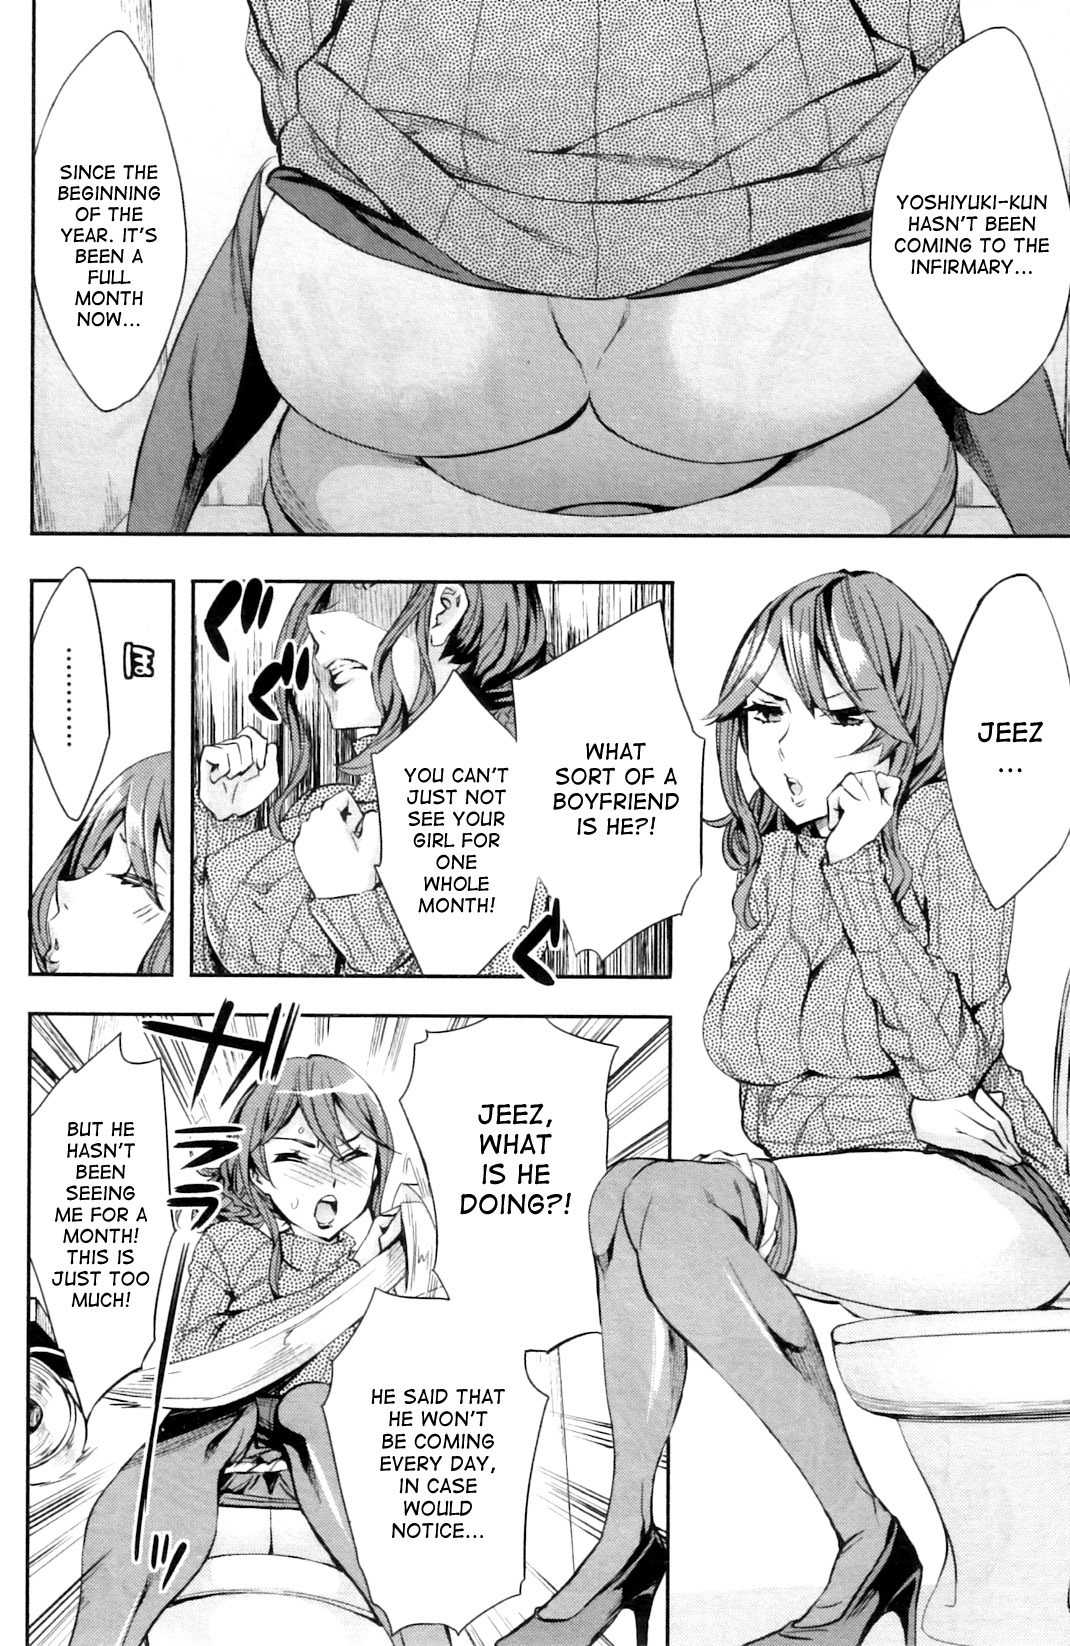 YOSHIYUKI-KUN
HASN'T BEEN
COMING TO THE
INFIRMARY...
SINCE THE
BEGINNING
OF THE
YEAR. IT'S
BEEN A
FULL
MONTH
NOW...
JEEZ
...
WHAT
SORT OF A
BOYFRIEND
IS HE?!
YOU CAN'T
JUST NOT
SEE YOUR
GIRL FOR
ONE
WHOLE
MONTH!
..........
JEEZ,
WHAT
IS HE
DOING?!
HE SAID THAT
HE WON'T
BE COMING
EVERY DAY,
IN CASE
WOULD
NOTICE...
BUT HE
HASN'T
BEEN
SEEING
ME FOR A
MONTH!
THIS IS
JUST TOO
MUCH!